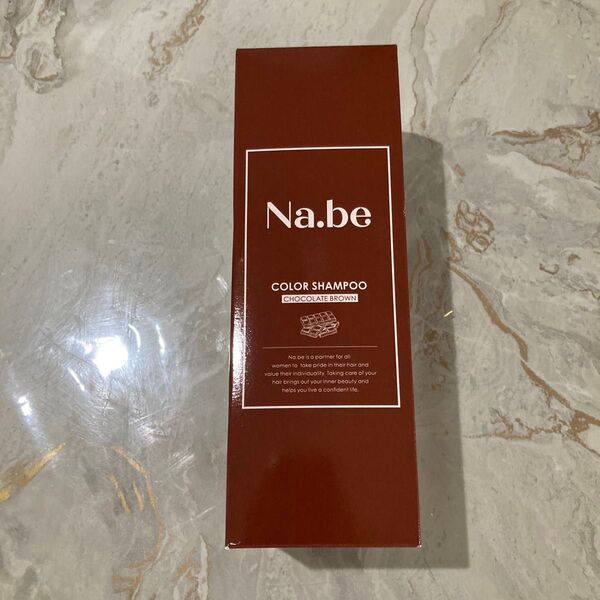 Na.be
COLOR SHAMPOO
CHOCOLATE BROWN
Na.be is a partner for all
women to take pride in their hair and
value their individuality. Taking care of your
hair brings out your inner beauty and
helps you live a confident life.